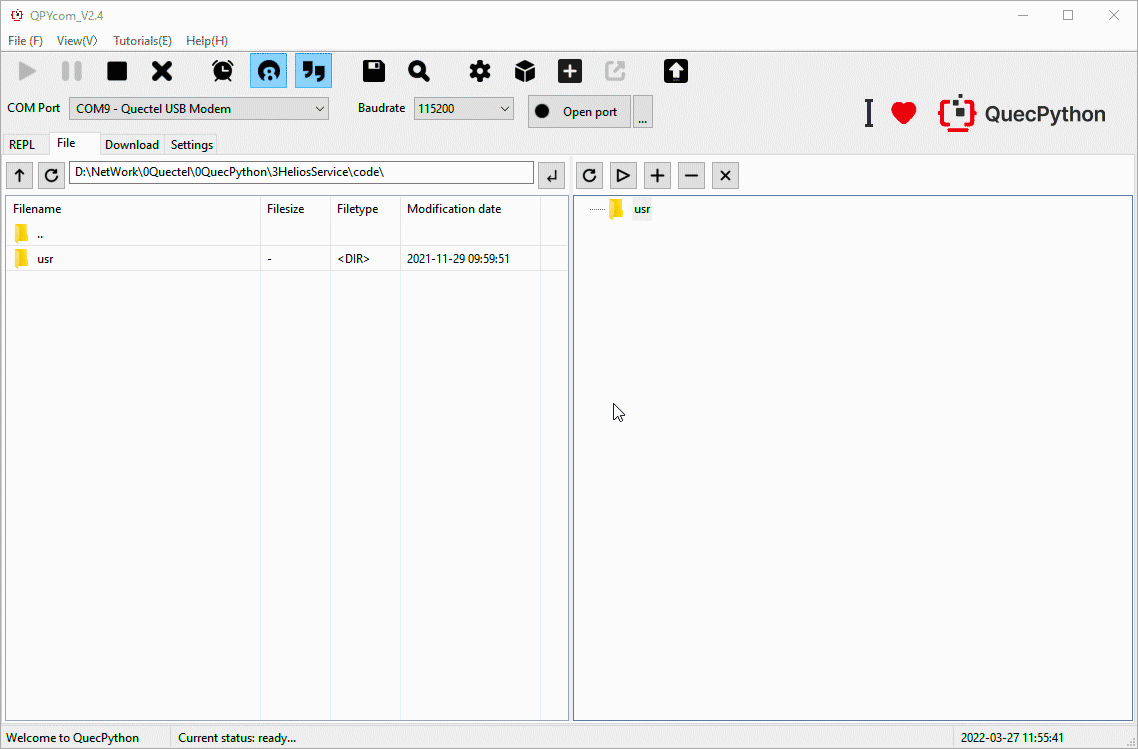 QPYcom_V2.4
File (F) View(V) Tutorials(E) Help(H)
COM Port COM9 - Quectel USB Modem Baudrate 115200 Open port ... I QuecPython
REPL File Download Settings
D:\NetWork\0Quectel\0QuecPython\3HeliosService\code\
Filename Filesize Filetype Modification date usr
..
usr - <DIR> 2021-11-29 09:59:51
Welcome to QuecPython Current status: ready... 2022-03-27 11:55:41